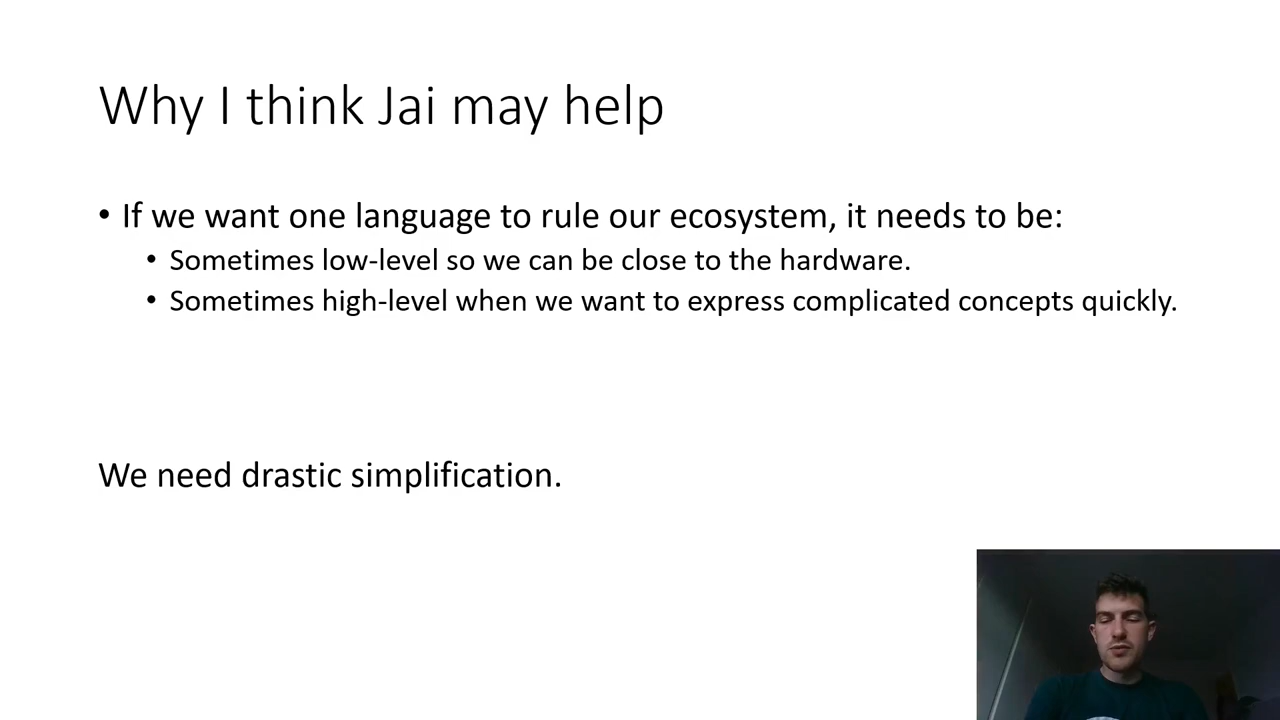 Why I think Jai may help
• If we want one language to rule our ecosystem, it needs to be:
• Sometimes low-level so we can be close to the hardware.
• Sometimes high-level when we want to express complicated concepts quickly.
We need drastic simplification.